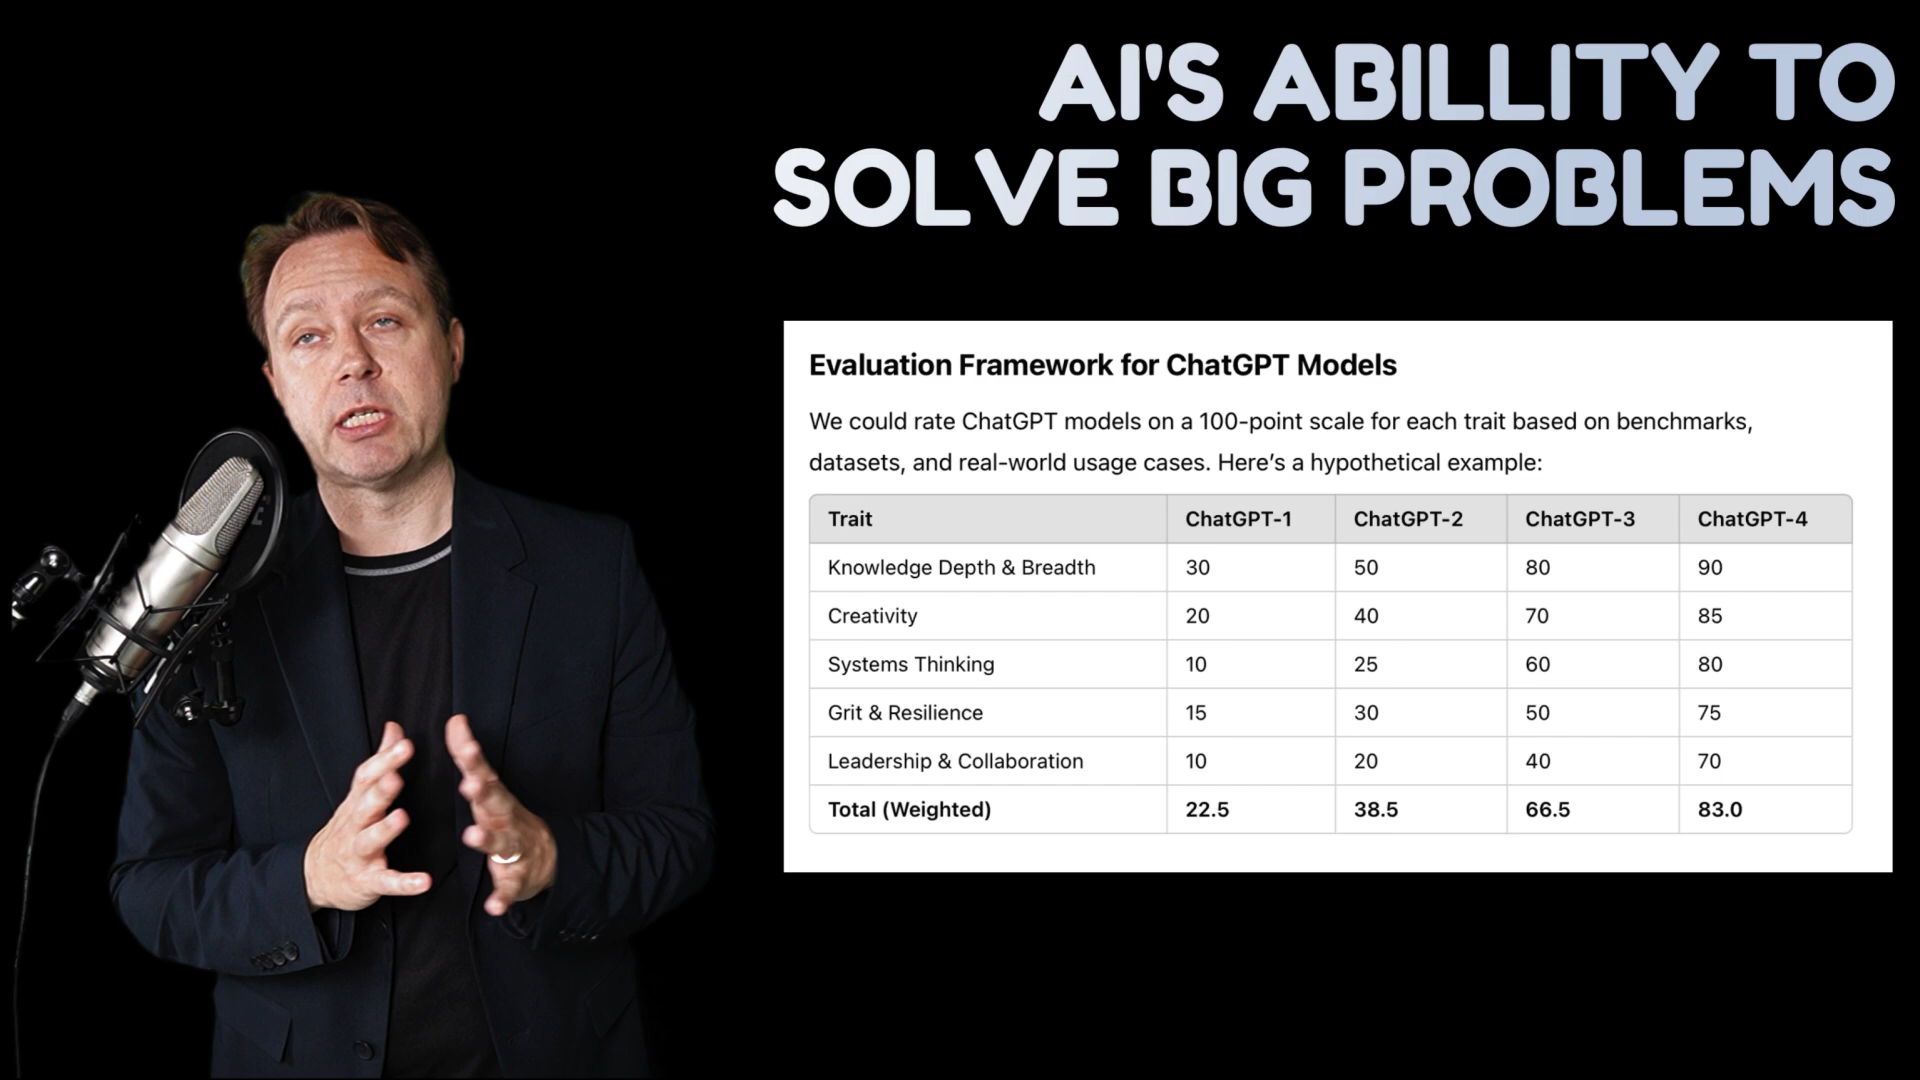 AI'S ABILLITY TO
SOLVE BIG PROBLEMS
Evaluation Framework for ChatGPT Models
We could rate ChatGPT models on a 100-point scale for each trait based on benchmarks,
datasets, and real-world usage cases. Here’s a hypothetical example:
Trait ChatGPT-1 ChatGPT-2 ChatGPT-3 ChatGPT-4
Knowledge Depth & Breadth 30 50 80 90
Creativity 20 40 70 85
Systems Thinking 10 25 60 80
Grit & Resilience 15 30 50 75
Leadership & Collaboration 10 20 40 70
Total (Weighted) 22.5 38.5 66.5 83.0